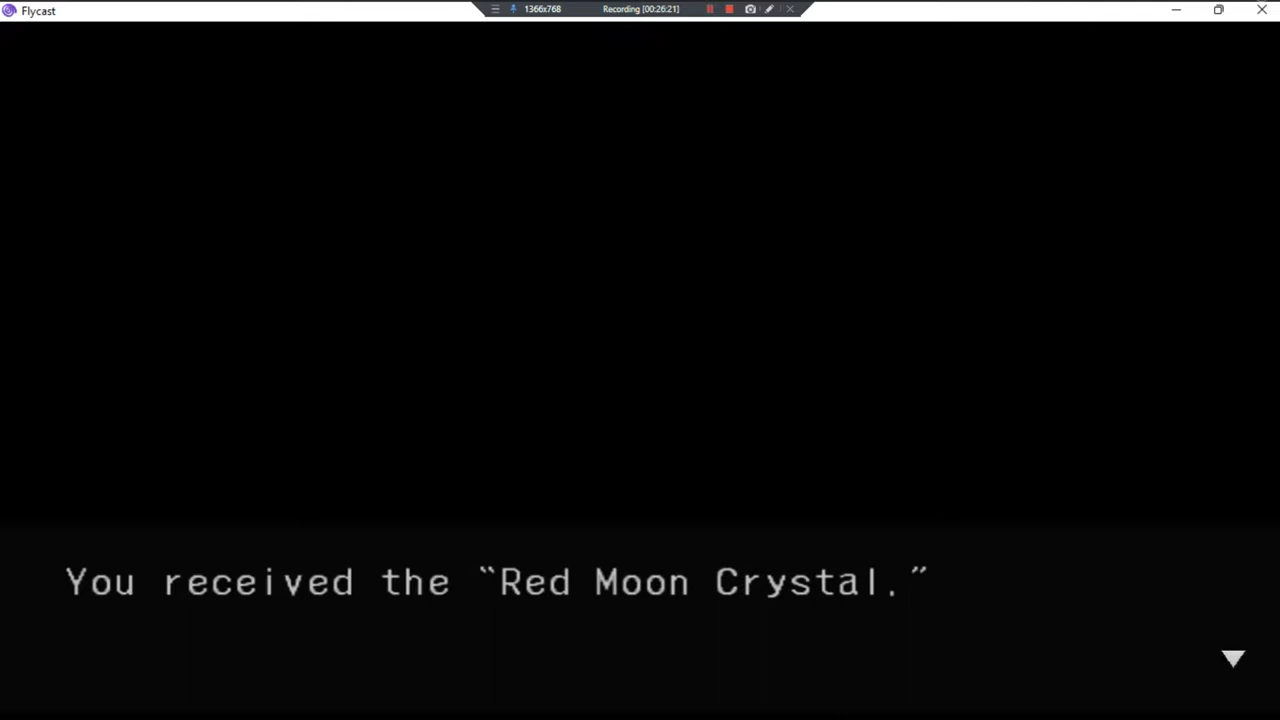 Flycast
1366x768
Recording [00:26:21]
You received the “Red Moon Crystal.”